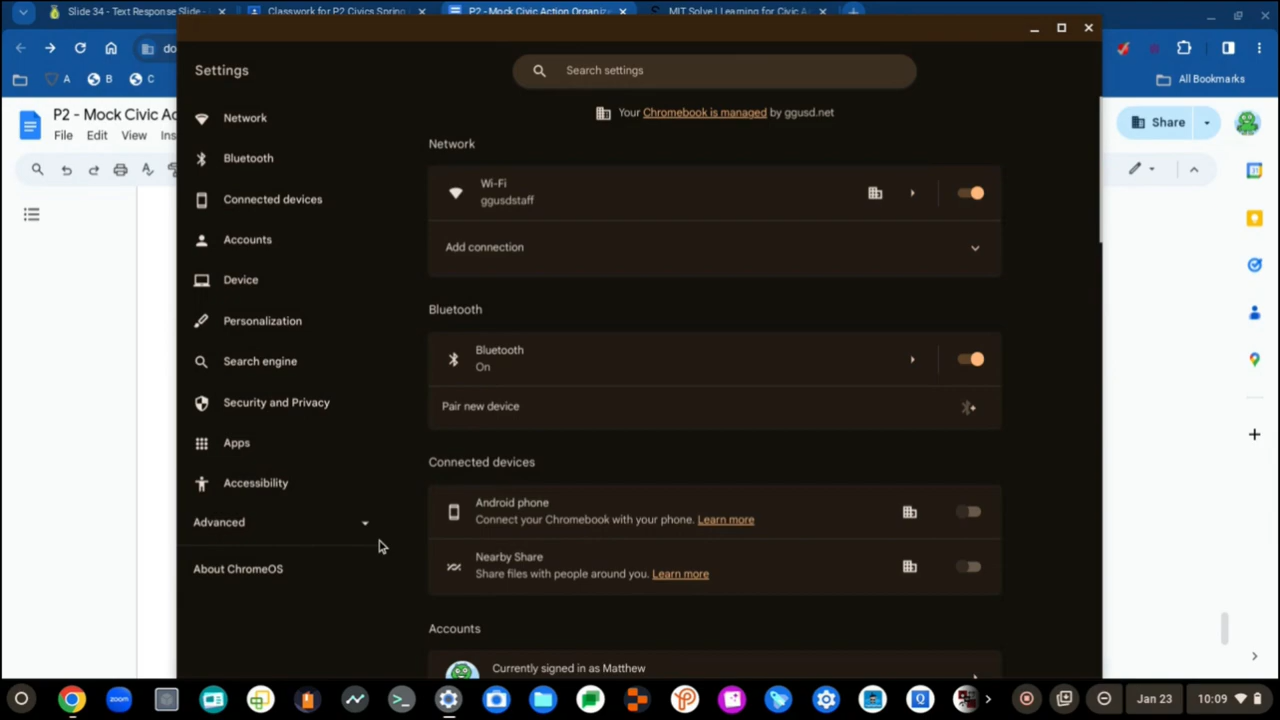 Slide 34 - Text Response Slide -
Classwork for P2 Civics Spring
P2 - Mock Civic Action Organize
MIT Solve | Learning for Civic A
do
All Bookmarks
A
B
C
P2 - Mock Civic Ac
File Edit View Ins
Share
Settings
Search settings
Your Chromebook is managed by ggusd.net
Network
Bluetooth
Connected devices
Accounts
Device
Personalization
Search engine
Security and Privacy
Apps
Accessibility
Advanced
About ChromeOS
Network
Wi-Fi
ggusdstaff
Add connection
Bluetooth
Bluetooth
On
Pair new device
Connected devices
Android phone
Connect your Chromebook with your phone. Learn more
Nearby Share
Share files with people around you. Learn more
Accounts
Currently signed in as Matthew
zoom
Jan 23
10:09